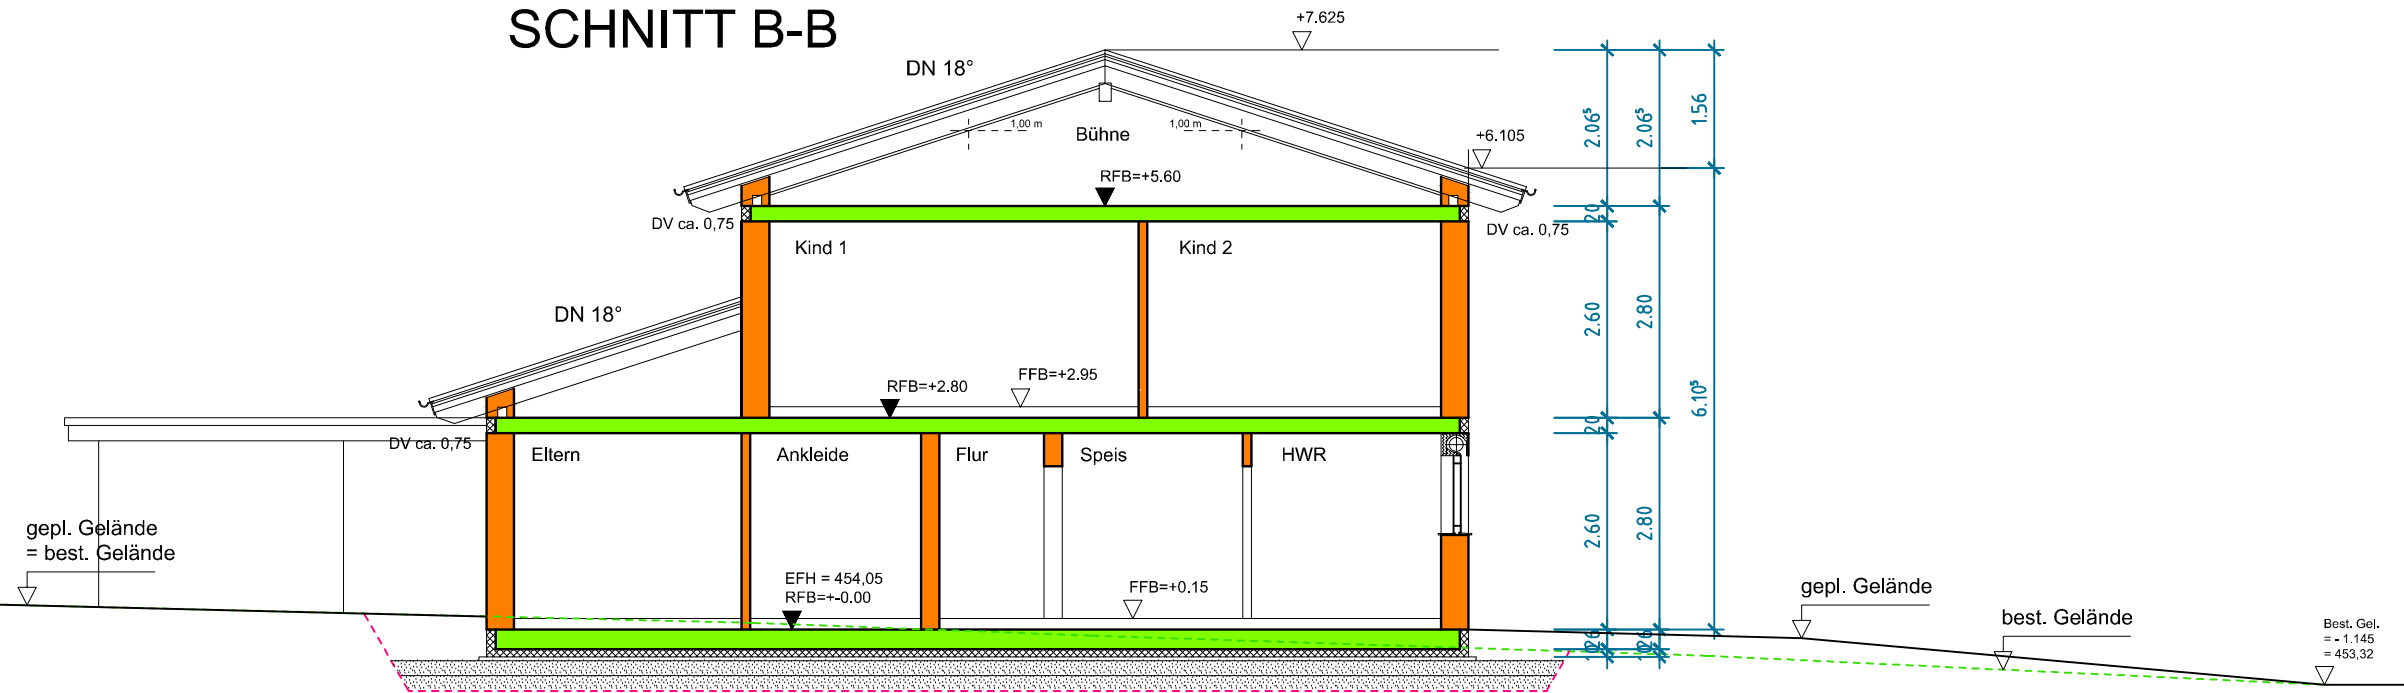 SCHNITT B-B
+7.625
DN 18°
1,00 m
1,00 m
Bühne
+6.105
RFB=+5.60
DV ca. 0,75
DV ca. 0,75
Kind 1
Kind 2
DN 18°
RFB=+2.80
FFB=+2.95
DV ca. 0,75
Eltern
Ankleide
Flur
Speis
HWR
gepl. Gelände
= best. Gelände
EFH = 454,05
RFB=+-0.00
FFB=+0.15
gepl. Gelände
best. Gelände
Best. Gel.
= - 1.145
= 453,32
2.06⁵
20
2.60
20
2.60
26
2.06⁵
2.80
2.80
26
1.56
6.10⁵